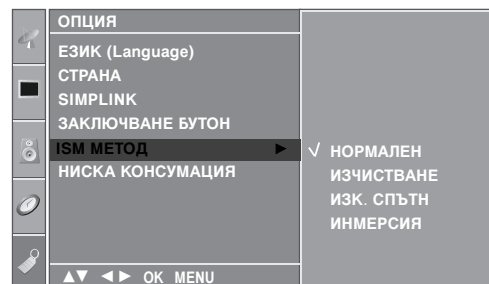 ОПЦИЯ
ЕЗИК (Language)
СТРАНА
SIMPLINK
ЗАКЛЮЧВАНЕ БУТОН
ISM МЕТОД ►
НИСКА КОНСУМАЦИЯ
√ НОРМАЛЕН
ИЗЧИСТВАНЕ
ИЗК. СПЪТН
ИНМЕРСИЯ
▲▼ ◄► OK MENU